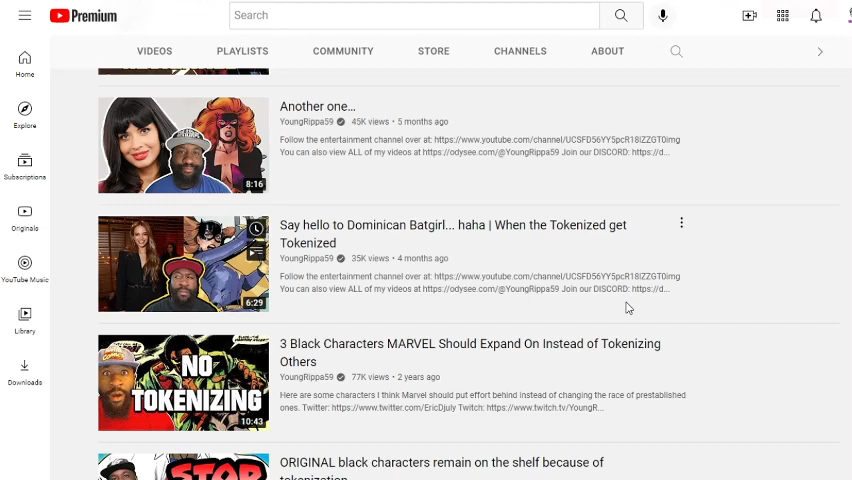 Premium
Search
VIDEOS PLAYLISTS COMMUNITY STORE CHANNELS ABOUT
Home
Explore
Subscriptions
Originals
YouTube Music
Library
Downloads
8:16
Another one...
YoungRippa59 45K views • 5 months ago
Follow the entertainment channel over at: https://www.youtube.com/channel/UCSFD56YY5pcR18lZZGT0img
You can also view ALL of my videos at https://odysee.com/@YoungRippa59 Join our DISCORD: https://d...
6:29
Say hello to Dominican Batgirl... haha | When the Tokenized get
Tokenized
YoungRippa59 35K views • 4 months ago
Follow the entertainment channel over at: https://www.youtube.com/channel/UCSFD56YY5pcR18lZZGT0img
You can also view ALL of my videos at https://odysee.com/@YoungRippa59 Join our DISCORD: https://d...
NO
TOKENIZING
10:43
3 Black Characters MARVEL Should Expand On Instead of Tokenizing
Others
YoungRippa59 77K views • 2 years ago
Here are some characters I think Marvel should put effort behind instead of changing the race of prestablished
ones. Twitter: https://www.twitter.com/EricDjuly Twitch: https://www.twitch.tv/YoungR...
STOP
ORIGINAL black characters remain on the shelf because of
tokenization